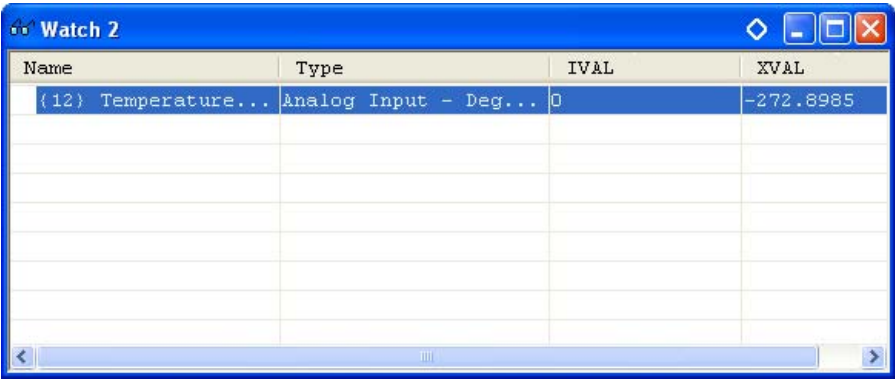 Watch 2
Name Type IVAL XVAL
{12} Temperature... Analog Input - Deg... 0 -272.8985